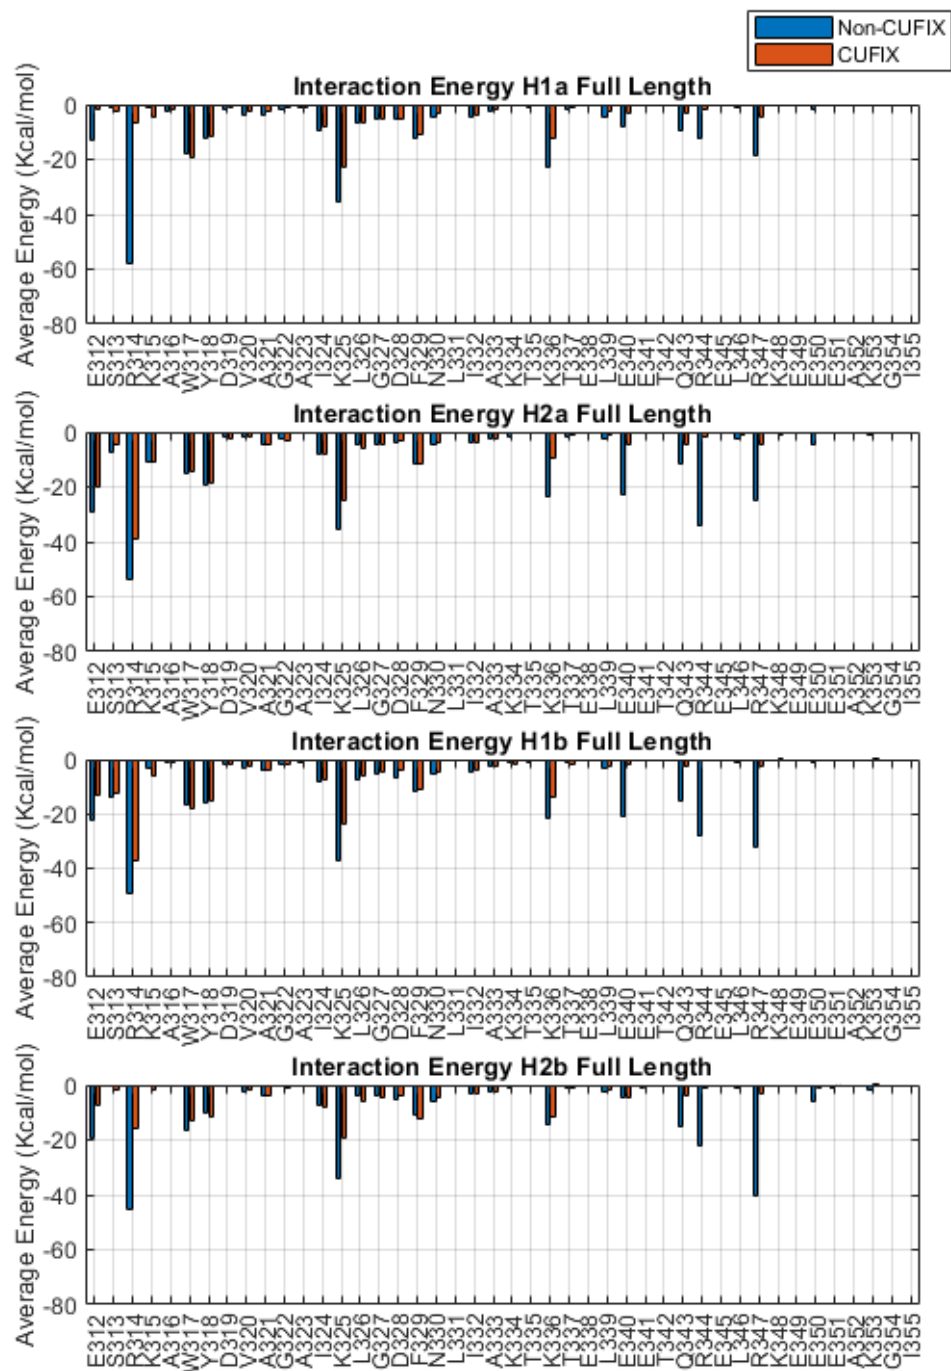 Non-CUFIX
CUFIX
Interaction Energy H1a Full Length
Average Energy (Kcal/mol)
0
-20
-40
-60
-80
E312 S313 R314 K315 A316 W317 Y318 D319 V320 A321 G322 A323 I324 K325 L326 G327 D328 F329 N330 L331 I332 A333 K334 T335 K336 T337 E338 L339 E340 E341 T342 Q343 R344 E345 L346 R347 K348 E349 E350 E351 A352 K353 G354 I355
Interaction Energy H2a Full Length
Average Energy (Kcal/mol)
0
-20
-40
-60
-80
E312 S313 R314 K315 A316 W317 Y318 D319 V320 A321 G322 A323 I324 K325 L326 G327 D328 F329 N330 L331 I332 A333 K334 T335 K336 T337 E338 L339 E340 E341 T342 Q343 R344 E345 L346 R347 K348 E349 E350 E351 A352 K353 G354 I355
Interaction Energy H1b Full Length
Average Energy (Kcal/mol)
0
-20
-40
-60
-80
E312 S313 R314 K315 A316 W317 Y318 D319 V320 A321 G322 A323 I324 K325 L326 G327 D328 F329 N330 L331 I332 A333 K334 T335 K336 T337 E338 L339 E340 E341 T342 Q343 R344 E345 L346 R347 K348 E349 E350 E351 A352 K353 G354 I355
Interaction Energy H2b Full Length
Average Energy (Kcal/mol)
0
-20
-40
-60
-80
E312 S313 R314 K315 A316 W317 Y318 D319 V320 A321 G322 A323 I324 K325 L326 G327 D328 F329 N330 L331 I332 A333 K334 T335 K336 T337 E338 L339 E340 E341 T342 Q343 R344 E345 L346 R347 K348 E349 E350 E351 A352 K353 G354 I355